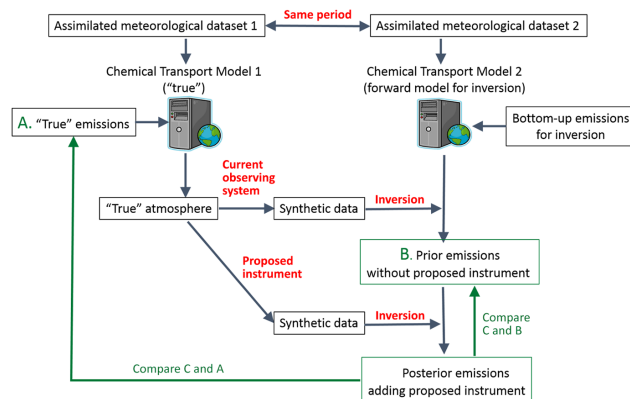 Assimilated meteorological dataset 1
Same period
Assimilated meteorological dataset 2
Chemical Transport Model 1
(“true”)
Chemical Transport Model 2
(forward model for inversion)
A. “True” emissions
Bottom-up emissions
for inversion
Current
observing
system
“True” atmosphere
Synthetic data
Inversion
B. Prior emissions
without proposed instrument
Proposed
instrument
Synthetic data
Inversion
Compare
C and B
Compare C and A
Posterior emissions
adding proposed instrument